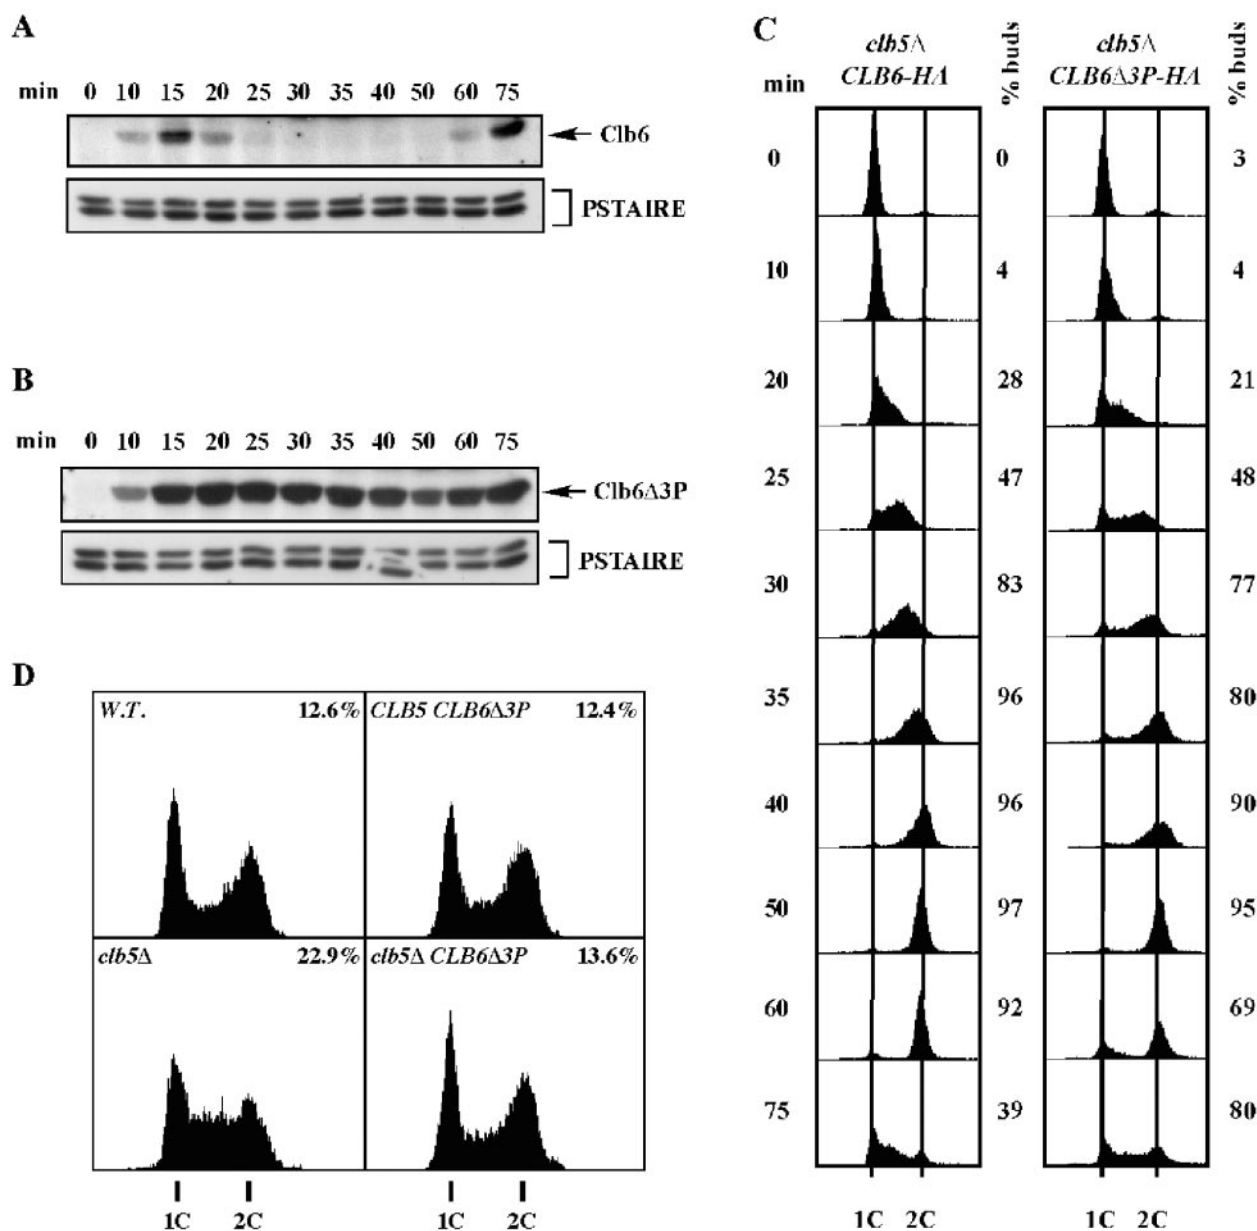 A
min 0 10 15 20 25 30 35 40 50 60 75
Clb6
PSTAIRE
B
min 0 10 15 20 25 30 35 40 50 60 75
Clb6Δ3P
PSTAIRE
C
clb5Δ
CLB6-HA
% buds
clb5Δ
CLB6Δ3P-HA
% buds
min
0 0 3
10 4 4
20 28 21
25 47 48
30 83 77
35 96 80
40 96 90
50 97 95
60 92 69
75 39 80
1C 2C 1C 2C
D
W.T. 12.6% CLB5 CLB6Δ3P 12.4%
clb5Δ 22.9% clb5Δ CLB6Δ3P 13.6%
1C 2C 1C 2C